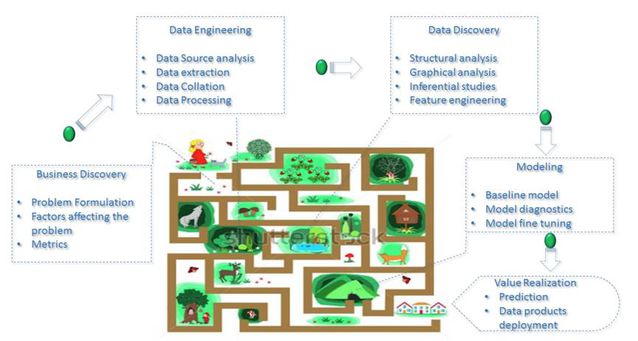 Data Engineering
• Data Source analysis
• Data extraction
• Data Collation
• Data Processing
Data Discovery
• Structural analysis
• Graphical analysis
• Inferential studies
• Feature engineering
Business Discovery
• Problem Formulation
• Factors affecting the
problem
• Metrics
Modeling
• Baseline model
• Model diagnostics
• Model fine tuning
Value Realization
• Prediction
• Data products
deployment
shutterstock